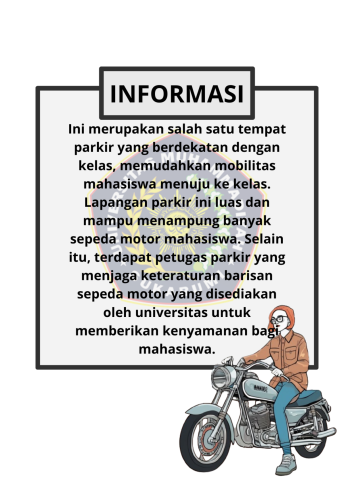 INFORMASI
Ini merupakan salah satu tempat
parkir yang berdekatan dengan
kelas, memudahkan mobilitas
mahasiswa menuju ke kelas.
Lapangan parkir ini luas dan
mampu menampung banyak
sepeda motor mahasiswa. Selain
itu, terdapat petugas parkir yang
menjaga keteraturan barisan
sepeda motor yang disediakan
oleh universitas untuk
memberikan kenyamanan bagi
mahasiswa.